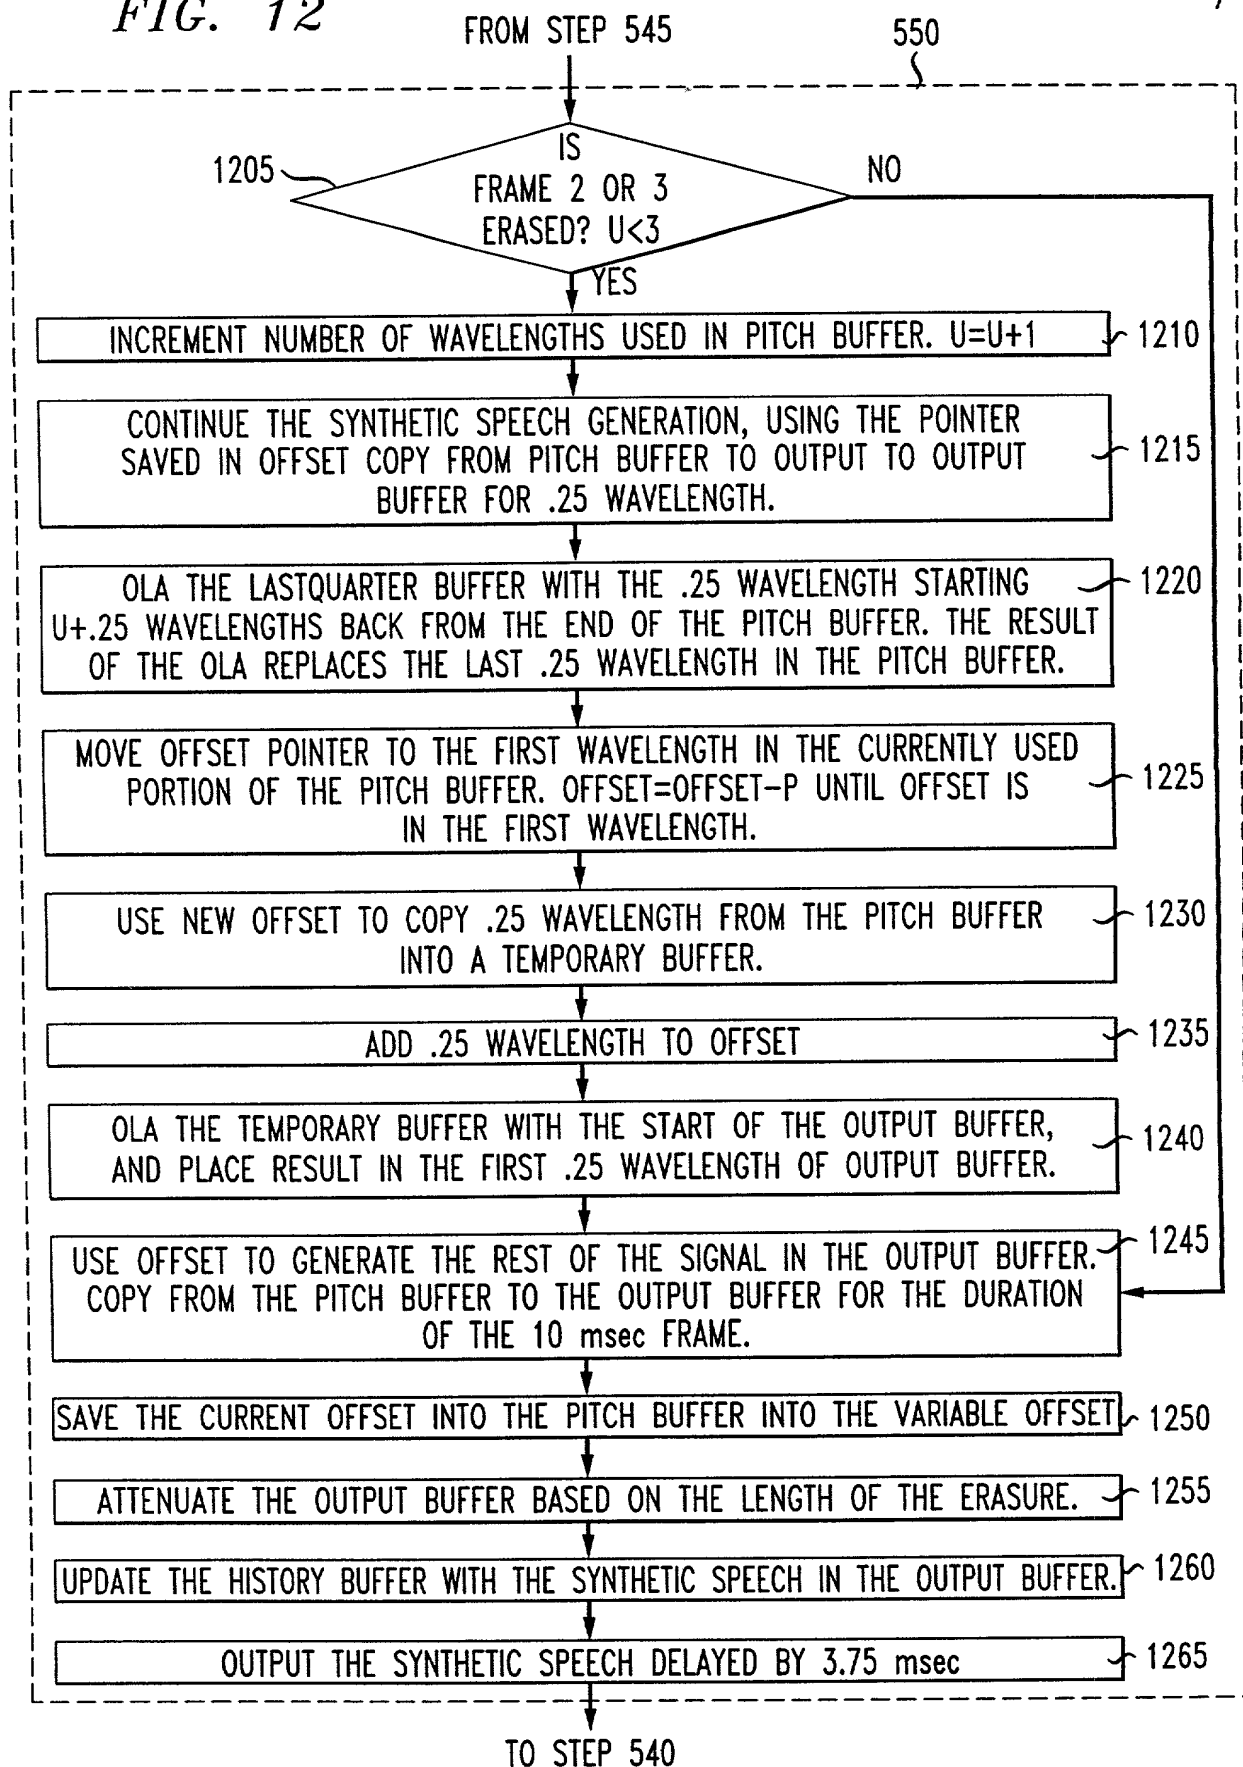 FIG. 12
FROM STEP 545
550
1205
IS
FRAME 2 OR 3
ERASED? U<3
NO
YES
INCREMENT NUMBER OF WAVELENGTHS USED IN PITCH BUFFER. U=U+1
1210
CONTINUE THE SYNTHETIC SPEECH GENERATION, USING THE POINTER
SAVED IN OFFSET COPY FROM PITCH BUFFER TO OUTPUT TO OUTPUT
BUFFER FOR .25 WAVELENGTH.
1215
OLA THE LASTQUARTER BUFFER WITH THE .25 WAVELENGTH STARTING
U+.25 WAVELENGTHS BACK FROM THE END OF THE PITCH BUFFER. THE RESULT
OF THE OLA REPLACES THE LAST .25 WAVELENGTH IN THE PITCH BUFFER.
1220
MOVE OFFSET POINTER TO THE FIRST WAVELENGTH IN THE CURRENTLY USED
PORTION OF THE PITCH BUFFER. OFFSET=OFFSET-P UNTIL OFFSET IS
IN THE FIRST WAVELENGTH.
1225
USE NEW OFFSET TO COPY .25 WAVELENGTH FROM THE PITCH BUFFER
INTO A TEMPORARY BUFFER.
1230
ADD .25 WAVELENGTH TO OFFSET
1235
OLA THE TEMPORARY BUFFER WITH THE START OF THE OUTPUT BUFFER,
AND PLACE RESULT IN THE FIRST .25 WAVELENGTH OF OUTPUT BUFFER.
1240
USE OFFSET TO GENERATE THE REST OF THE SIGNAL IN THE OUTPUT BUFFER.
COPY FROM THE PITCH BUFFER TO THE OUTPUT BUFFER FOR THE DURATION
OF THE 10 msec FRAME.
1245
SAVE THE CURRENT OFFSET INTO THE PITCH BUFFER INTO THE VARIABLE OFFSET
1250
ATTENUATE THE OUTPUT BUFFER BASED ON THE LENGTH OF THE ERASURE.
1255
UPDATE THE HISTORY BUFFER WITH THE SYNTHETIC SPEECH IN THE OUTPUT BUFFER.
1260
OUTPUT THE SYNTHETIC SPEECH DELAYED BY 3.75 msec
1265
TO STEP 540